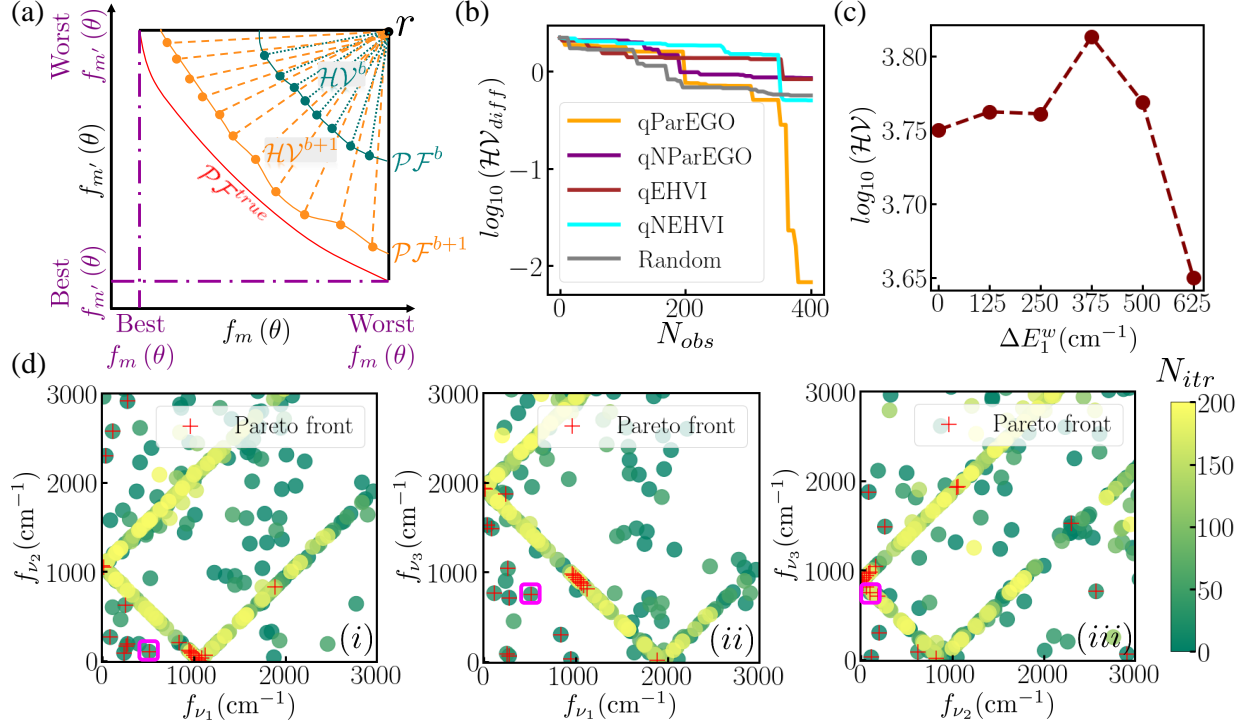 (a)
Worst
f_{m'}(θ)
f_{m'}(θ)
Best
f_{m'}(θ)
r
HV^b
HV^{b+1}
PF^b
PF^{true}
PF^{b+1}
Best
f_m(θ)
f_m(θ)
Worst
f_m(θ)
(b)
log_{10}(HV_{diff})
0
−1
−2
qParEGO
qNParEGO
qEHVI
qNEHVI
Random
0 200 400
N_{obs}
(c)
log_{10}(HV)
3.80
3.75
3.70
3.65
0 125 250 375 500 625
ΔE_1^w(cm^{−1})
(d)
f_{ν_2}(cm^{−1})
3000
2000
1000
0
Pareto front
(i)
0 1000 2000 3000
f_{ν_1}(cm^{−1})
f_{ν_3}(cm^{−1})
3000
2000
1000
0
Pareto front
(ii)
0 1000 2000 3000
f_{ν_1}(cm^{−1})
f_{ν_3}(cm^{−1})
3000
2000
1000
0
Pareto front
(iii)
0 1000 2000 3000
f_{ν_2}(cm^{−1})
N_{itr}
200
150
100
50
0